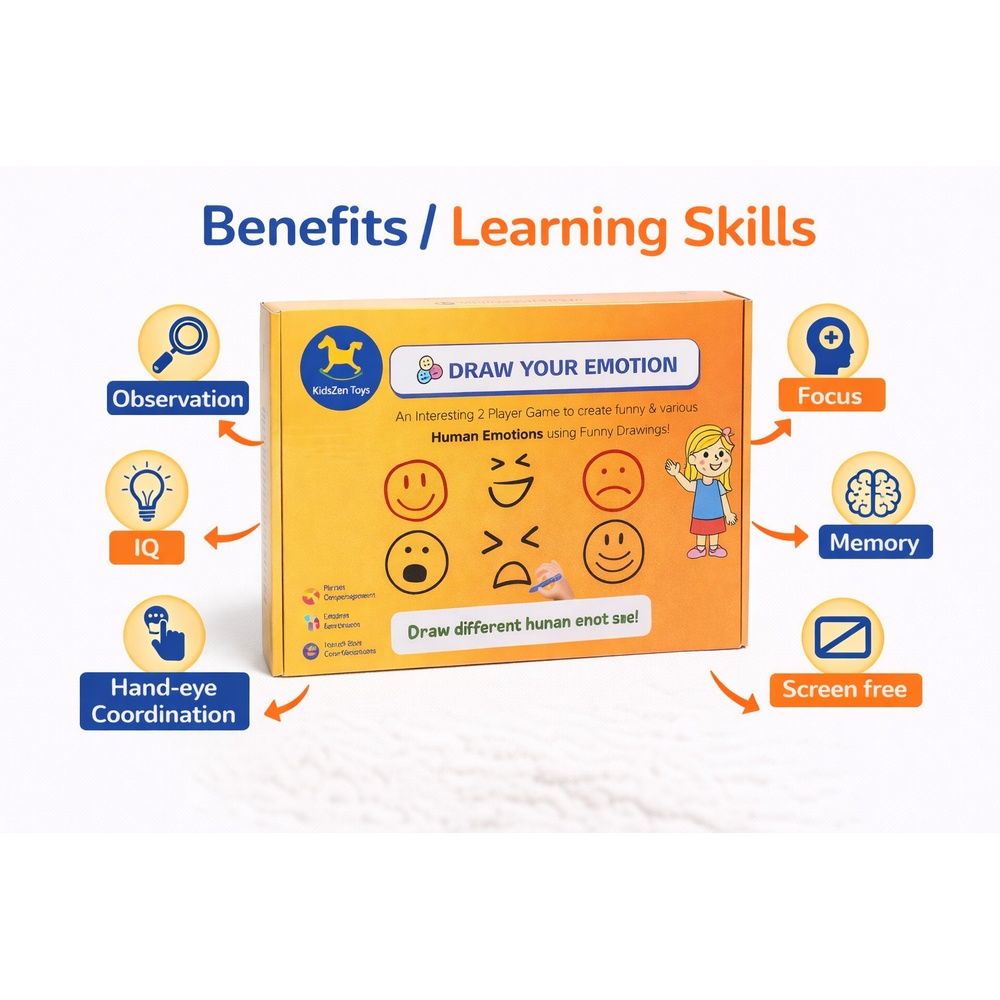 Benefits / Learning Skills
KidsZen Toys
DRAW YOUR EMOTION
An Interesting 2 Player Game to create funny & various
Human Emotions using Funny Drawings!
Draw different hunan enot
Observation
IQ
Hand-eye
Coordination
Focus
Memory
Screen free